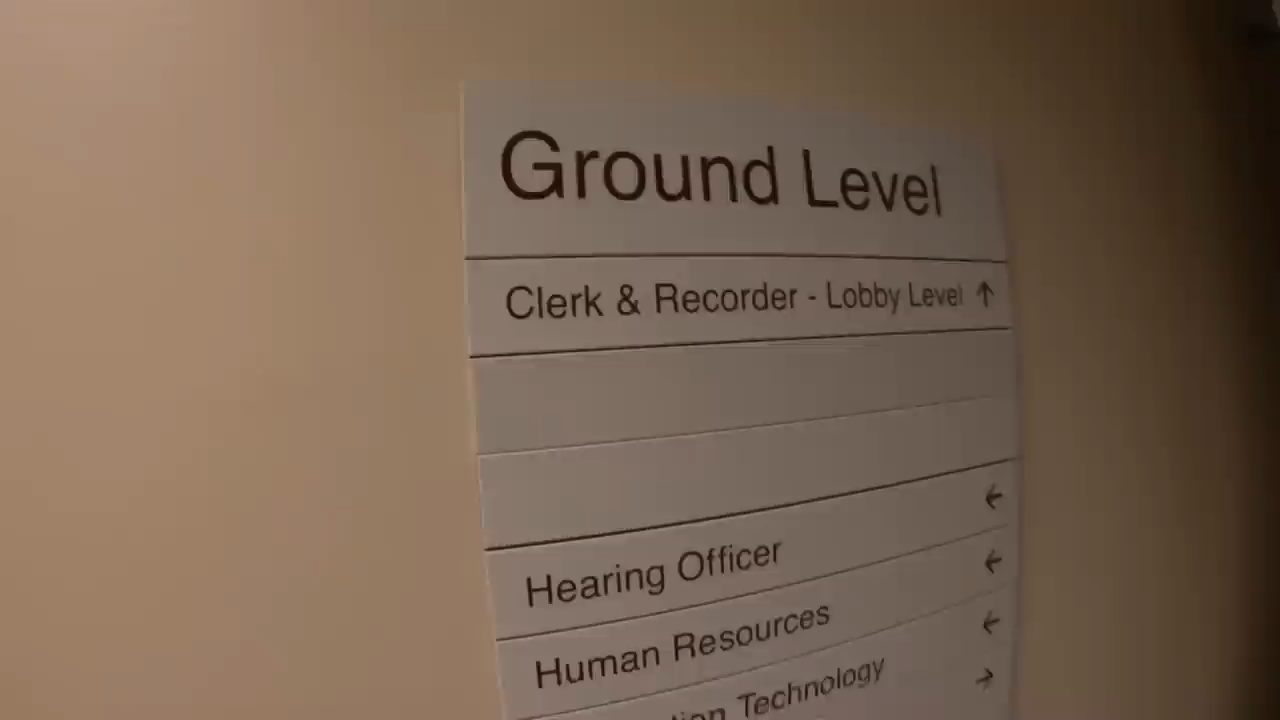 Ground Level
Clerk & Recorder - Lobby Level ↑
Hearing Officer ←
Human Resources ←
Technology ←
→